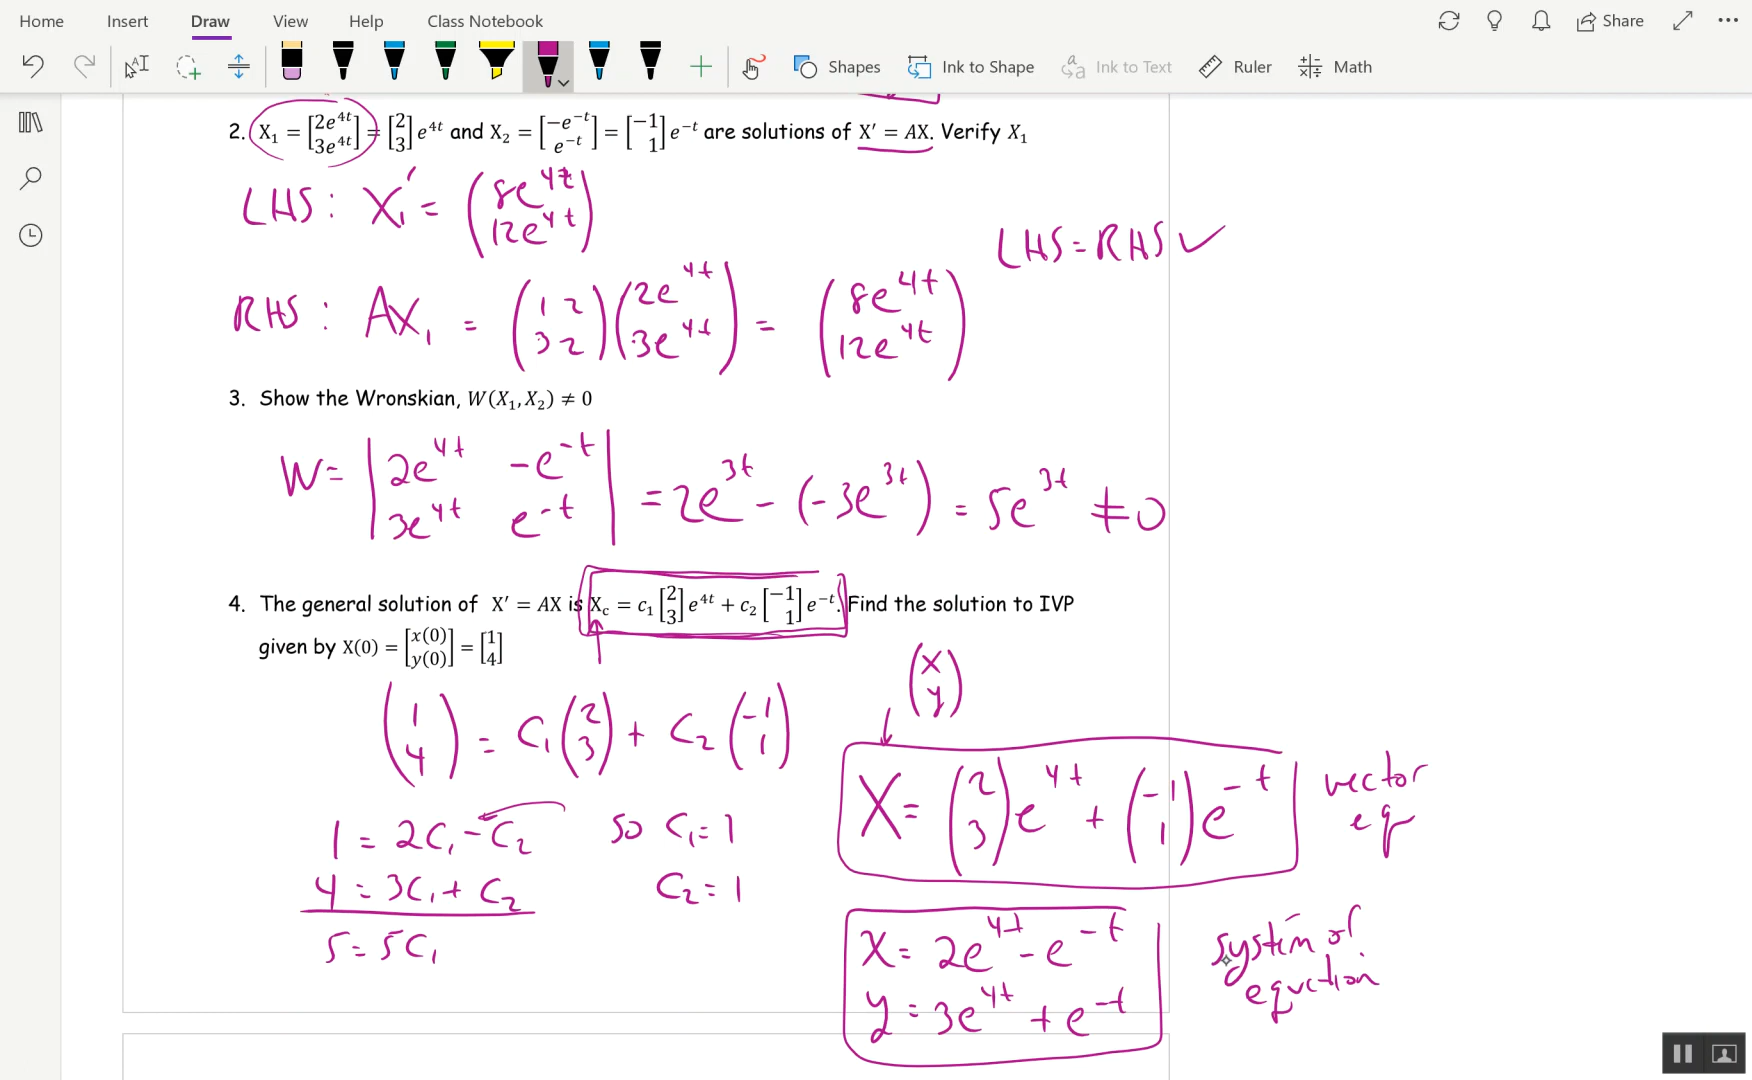 Home Insert Draw View Help Class Notebook Share
Shapes Ink to Shape Ink to Text Ruler Math
2. X₁ = [2e^{4t} 3e^{4t}] = [2 3] e^{4t} and X₂ = [−e^{−t} e^{−t}] = [−1 1] e^{−t} are solutions of X′ = AX. Verify X₁
LHS : X₁′ = (8e^{4t} 12e^{4t})
LHS = RHS ✓
RHS : AX₁ = (1 2 3 2)(2e^{4t} 3e^{4t}) = (8e^{4t} 12e^{4t})
3. Show the Wronskian, W(X₁, X₂) ≠ 0
W = |2e^{4t} −e^{−t} 3e^{4t} e^{−t}| = 2e^{3t} − (−3e^{3t}) = 5e^{3t} ≠ 0
4. The general solution of X′ = AX is X_c = c₁ [2 3] e^{4t} + c₂ [−1 1] e^{−t}. Find the solution to IVP
given by X(0) = [x(0) y(0)] = [1 4]
(x y)
(1 4) = C₁ (2 3) + C₂ (−1 1)
X = (2 3) e^{4t} + (−1 1) e^{−t} vector eq
1 = 2C₁ − C₂ so C₁ = 1
4 = 3C₁ + C₂ C₂ = 1
5 = 5C₁
x = 2e^{4t} − e^{−t}
y = 3e^{4t} + e^{−t}
system of
equation